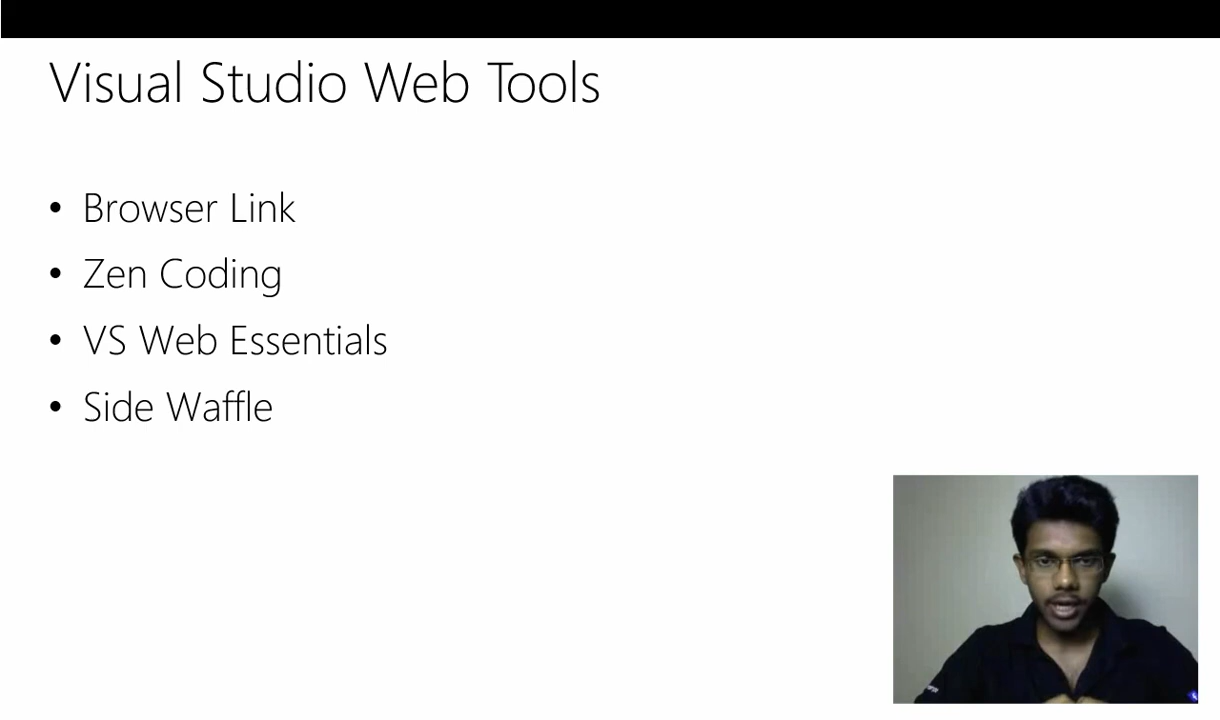 Visual Studio Web Tools
• Browser Link
• Zen Coding
• VS Web Essentials
• Side Waffle